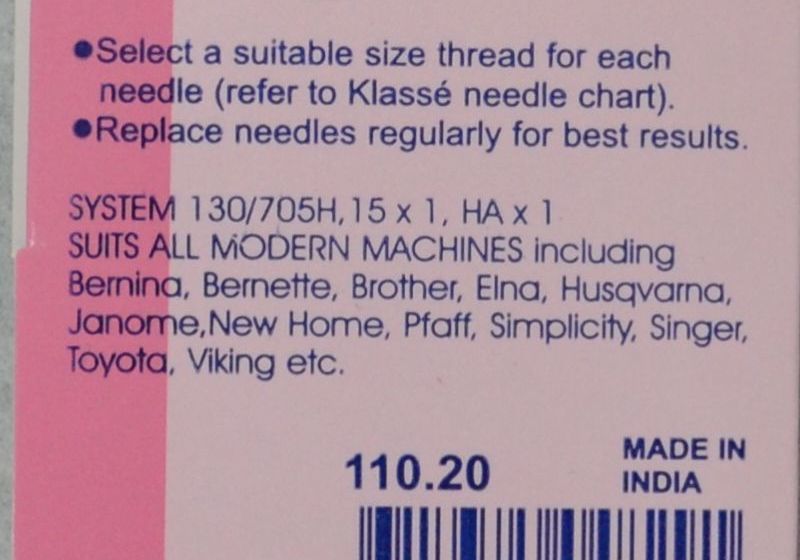 ●Select a suitable size thread for each
needle (refer to Klassé needle chart).
●Replace needles regularly for best results.
SYSTEM 130/705H, 15 x 1, HA x 1
SUITS ALL MODERN MACHINES including
Bernina, Bernette, Brother, Elna, Husqvarna,
Janome,New Home, Pfaff, Simplicity, Singer,
Toyota, Viking etc.
110.20
MADE IN
INDIA